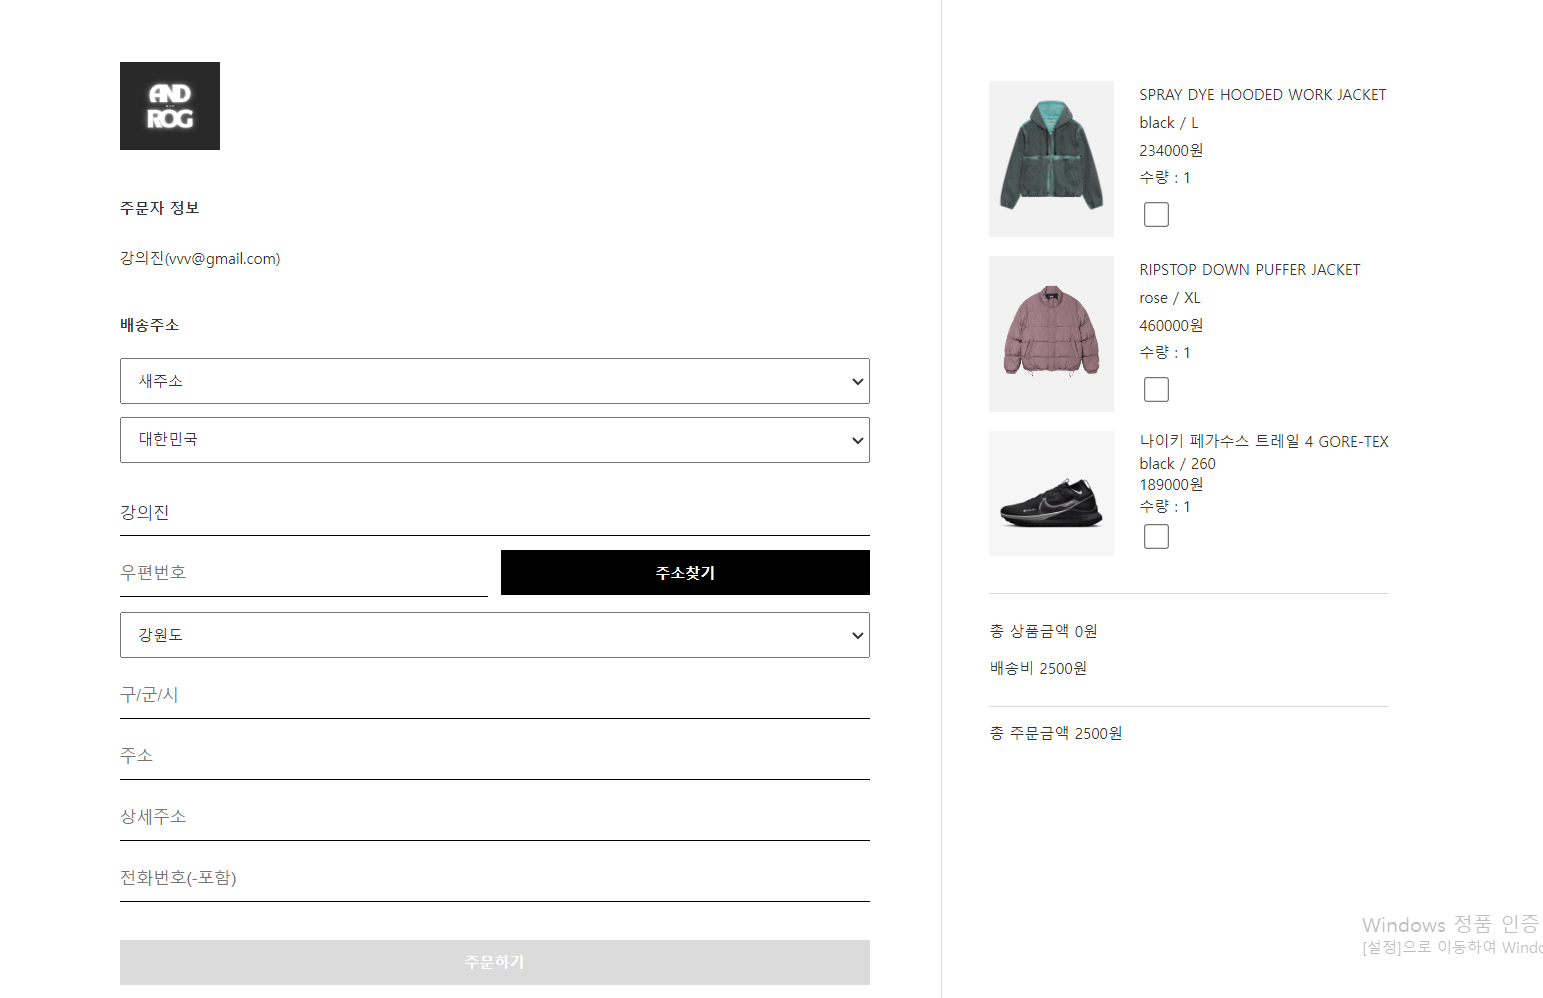 AND
ROG
주문자 정보
강의진(vvv@gmail.com)
배송주소
새주소
대한민국
강의진
우편번호
주소찾기
강원도
구/군/시
주소
상세주소
전화번호(-포함)
주문하기
SPRAY DYE HOODED WORK JACKET
black / L
234000원
수량 : 1
RIPSTOP DOWN PUFFER JACKET
rose / XL
460000원
수량 : 1
나이키 페가수스 트레일 4 GORE-TEX
black / 260
189000원
수량 : 1
총 상품금액 0원
배송비 2500원
총 주문금액 2500원
Windows 정품 인증
[설정]으로 이동하여 Windo